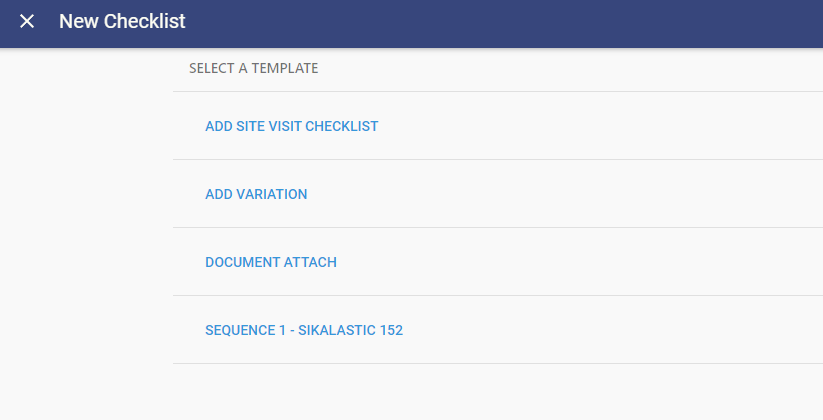 New Checklist
SELECT A TEMPLATE
ADD SITE VISIT CHECKLIST
ADD VARIATION
DOCUMENT ATTACH
SEQUENCE 1 - SIKALASTIC 152